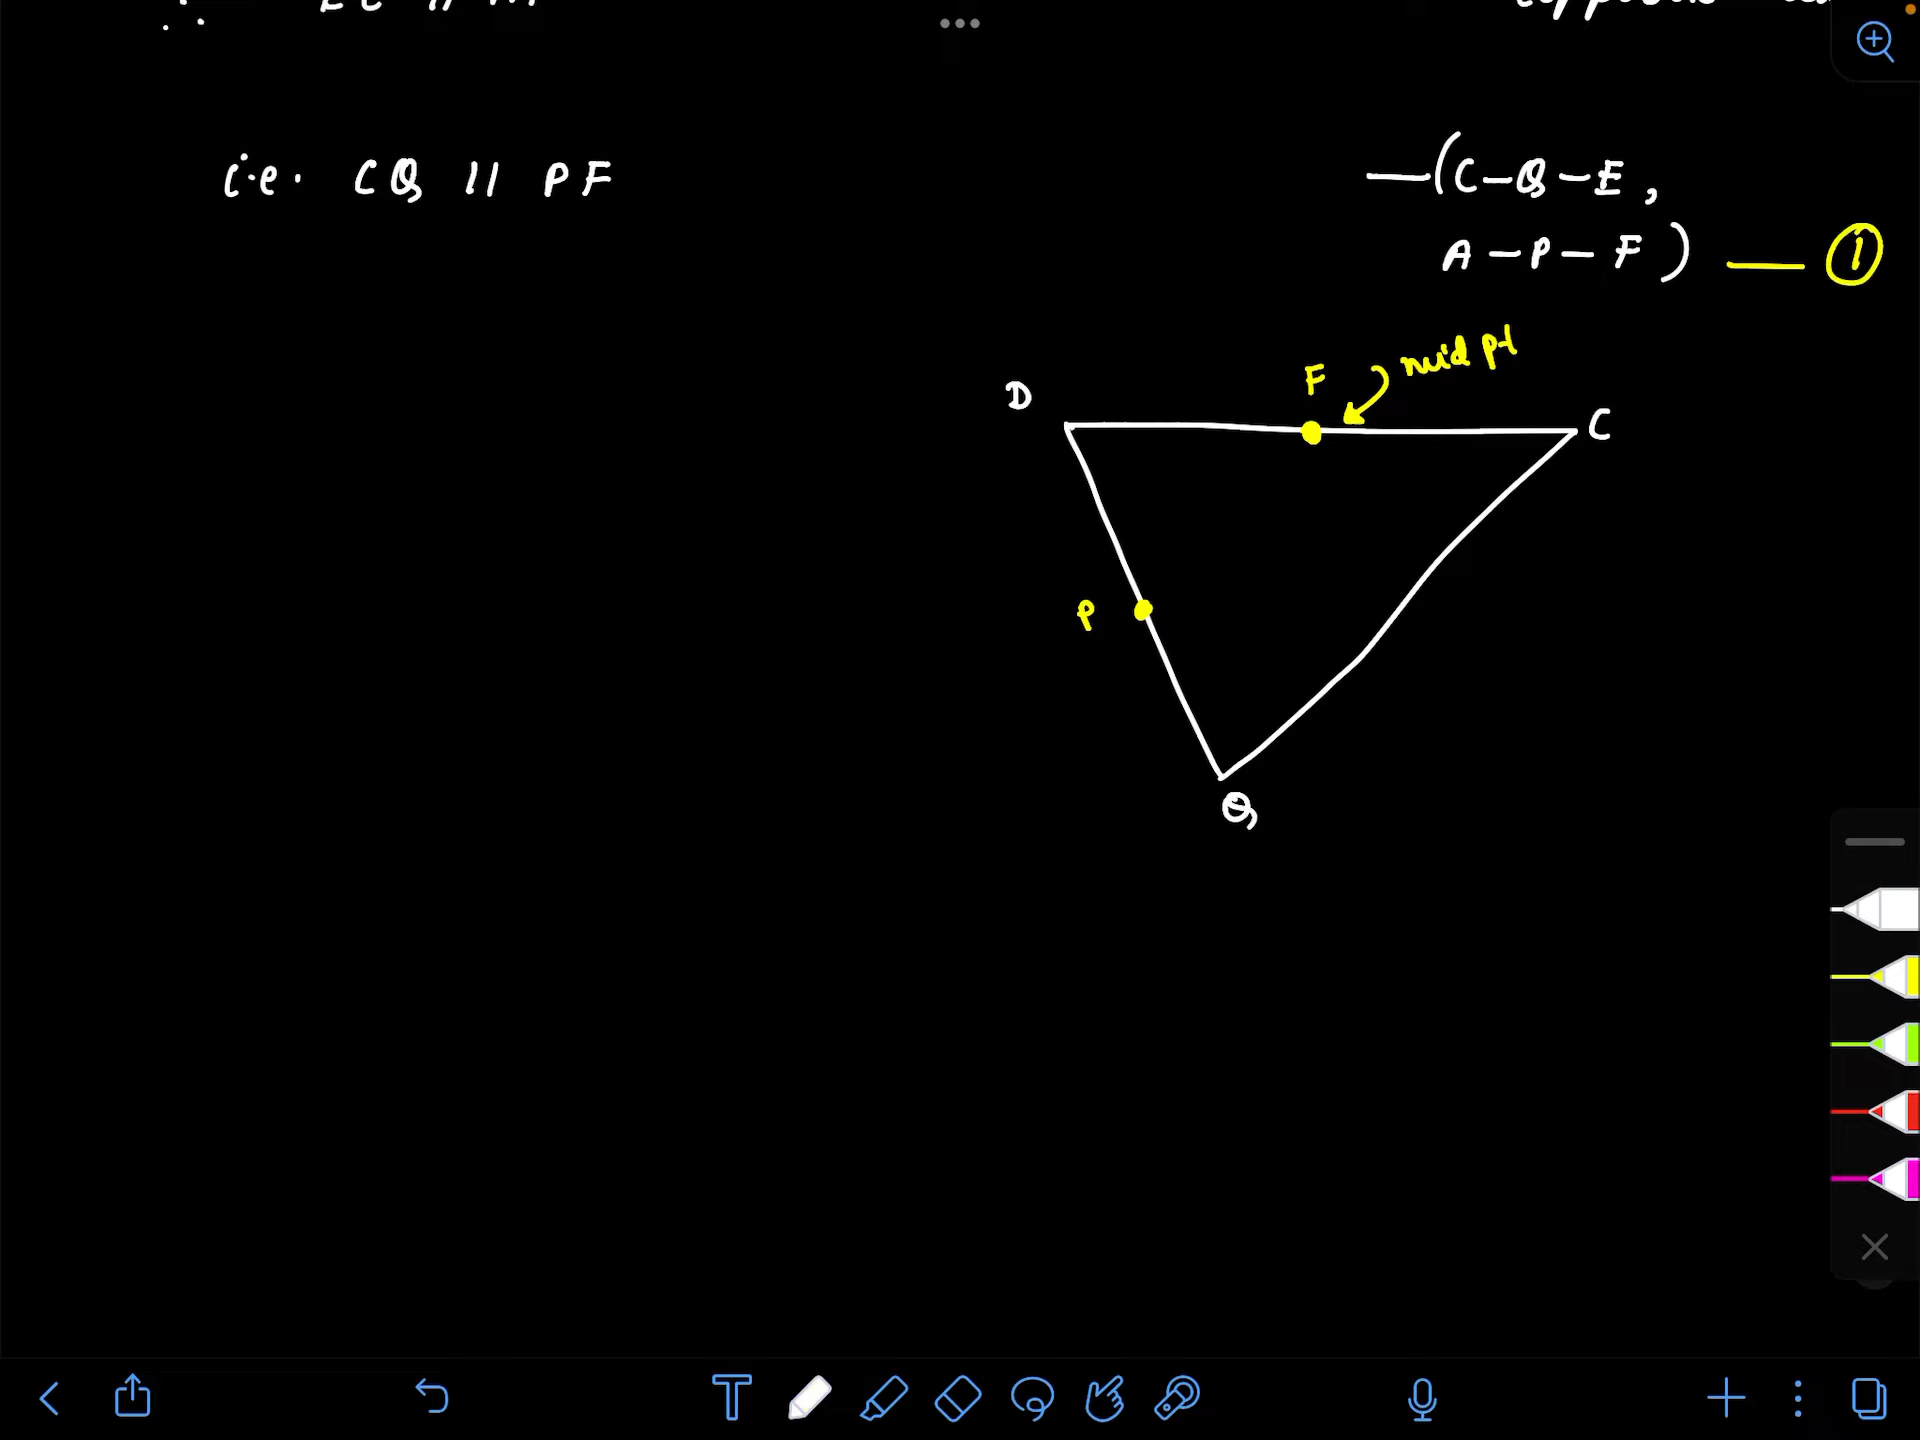 i.e. CQ || PF
—(C-Q-E,
A-P-F) — ①
F mid pt
D
C
P
Q
T